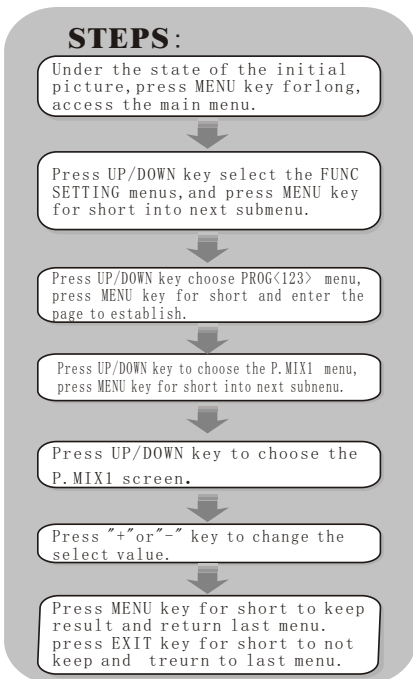 STEPS:
Under the state of the initial
picture,press MENU key forlong,
access the main menu.
Press UP/DOWN key select the FUNC
SETTING menus,and press MENU key
for short into next submenu.
Press UP/DOWN key choose PROG<123> menu,
press MENU key for short and enter the
page to establish.
Press UP/DOWN key to choose the P.MIX1 menu,
press MENU key for short into next subnenu.
Press UP/DOWN key to choose the
P.MIX1 screen.
Press "+"or"-" key to change the
select value.
Press MENU key for short to keep
result and return last menu.
press EXIT key for short to not
keep and treurn to last menu.